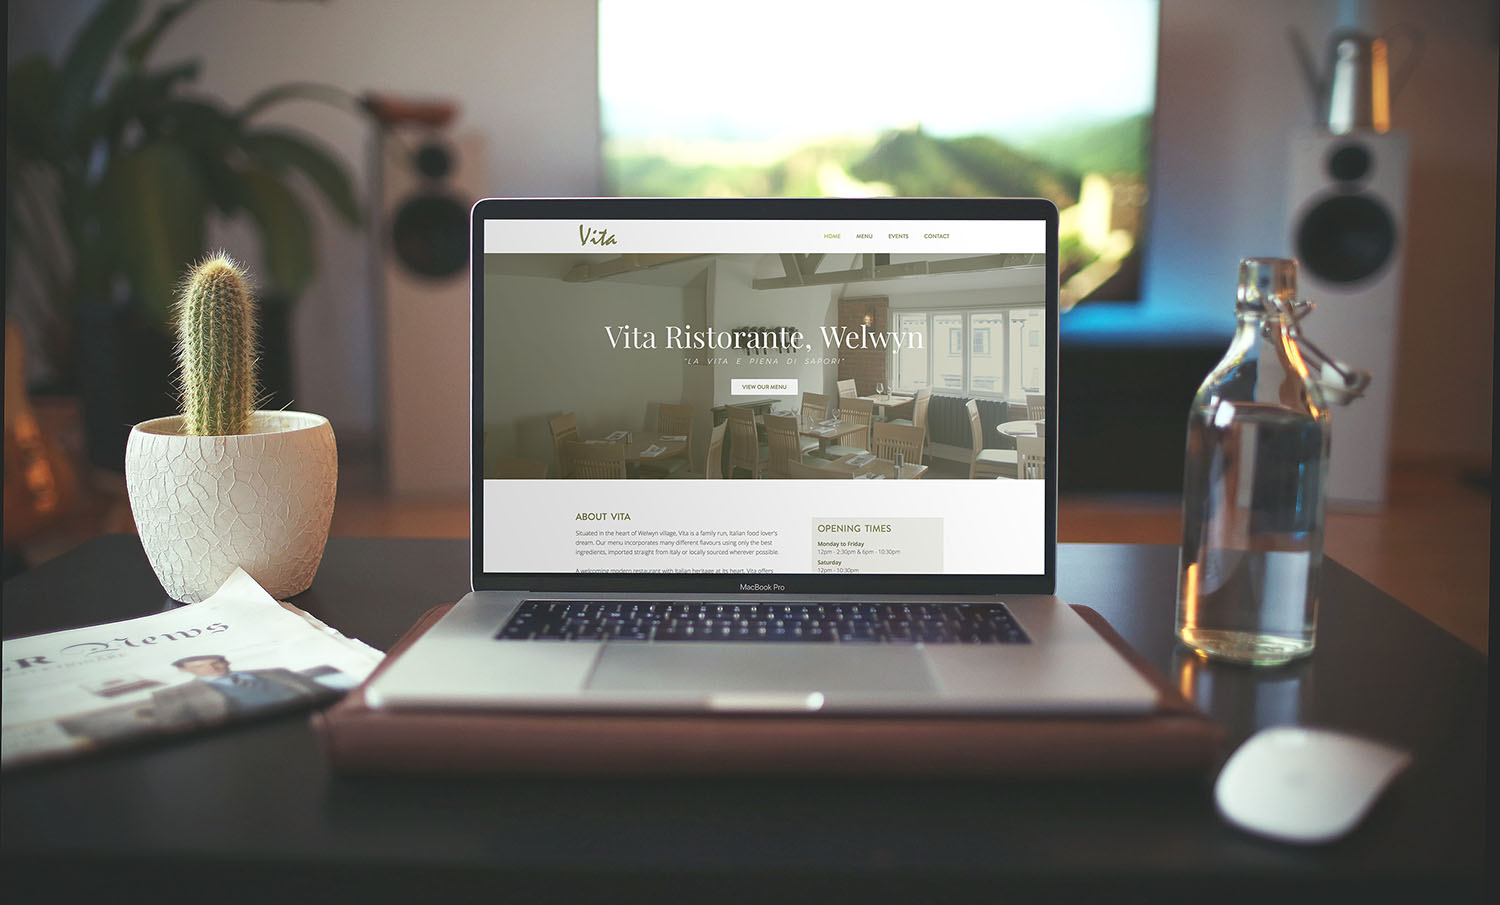 Vita
HOME MENU EVENTS CONTACT
Vita Ristorante, Welwyn
"LA VITA E PIENA DI SAPORI"
VIEW OUR MENU
ABOUT VITA
Situated in the heart of Welwyn village, Vita is a family run, Italian food lover's
dream. Our menu incorporates many different flavours using only the best
ingredients, imported straight from Italy or locally sourced wherever possible.
A welcoming modern restaurant with Italian heritage at its heart, Vita offers
OPENING TIMES
Monday to Friday
12pm - 2:30pm & 6pm - 10:30pm
Saturday
12pm - 10:30pm
MacBook Pro
R News